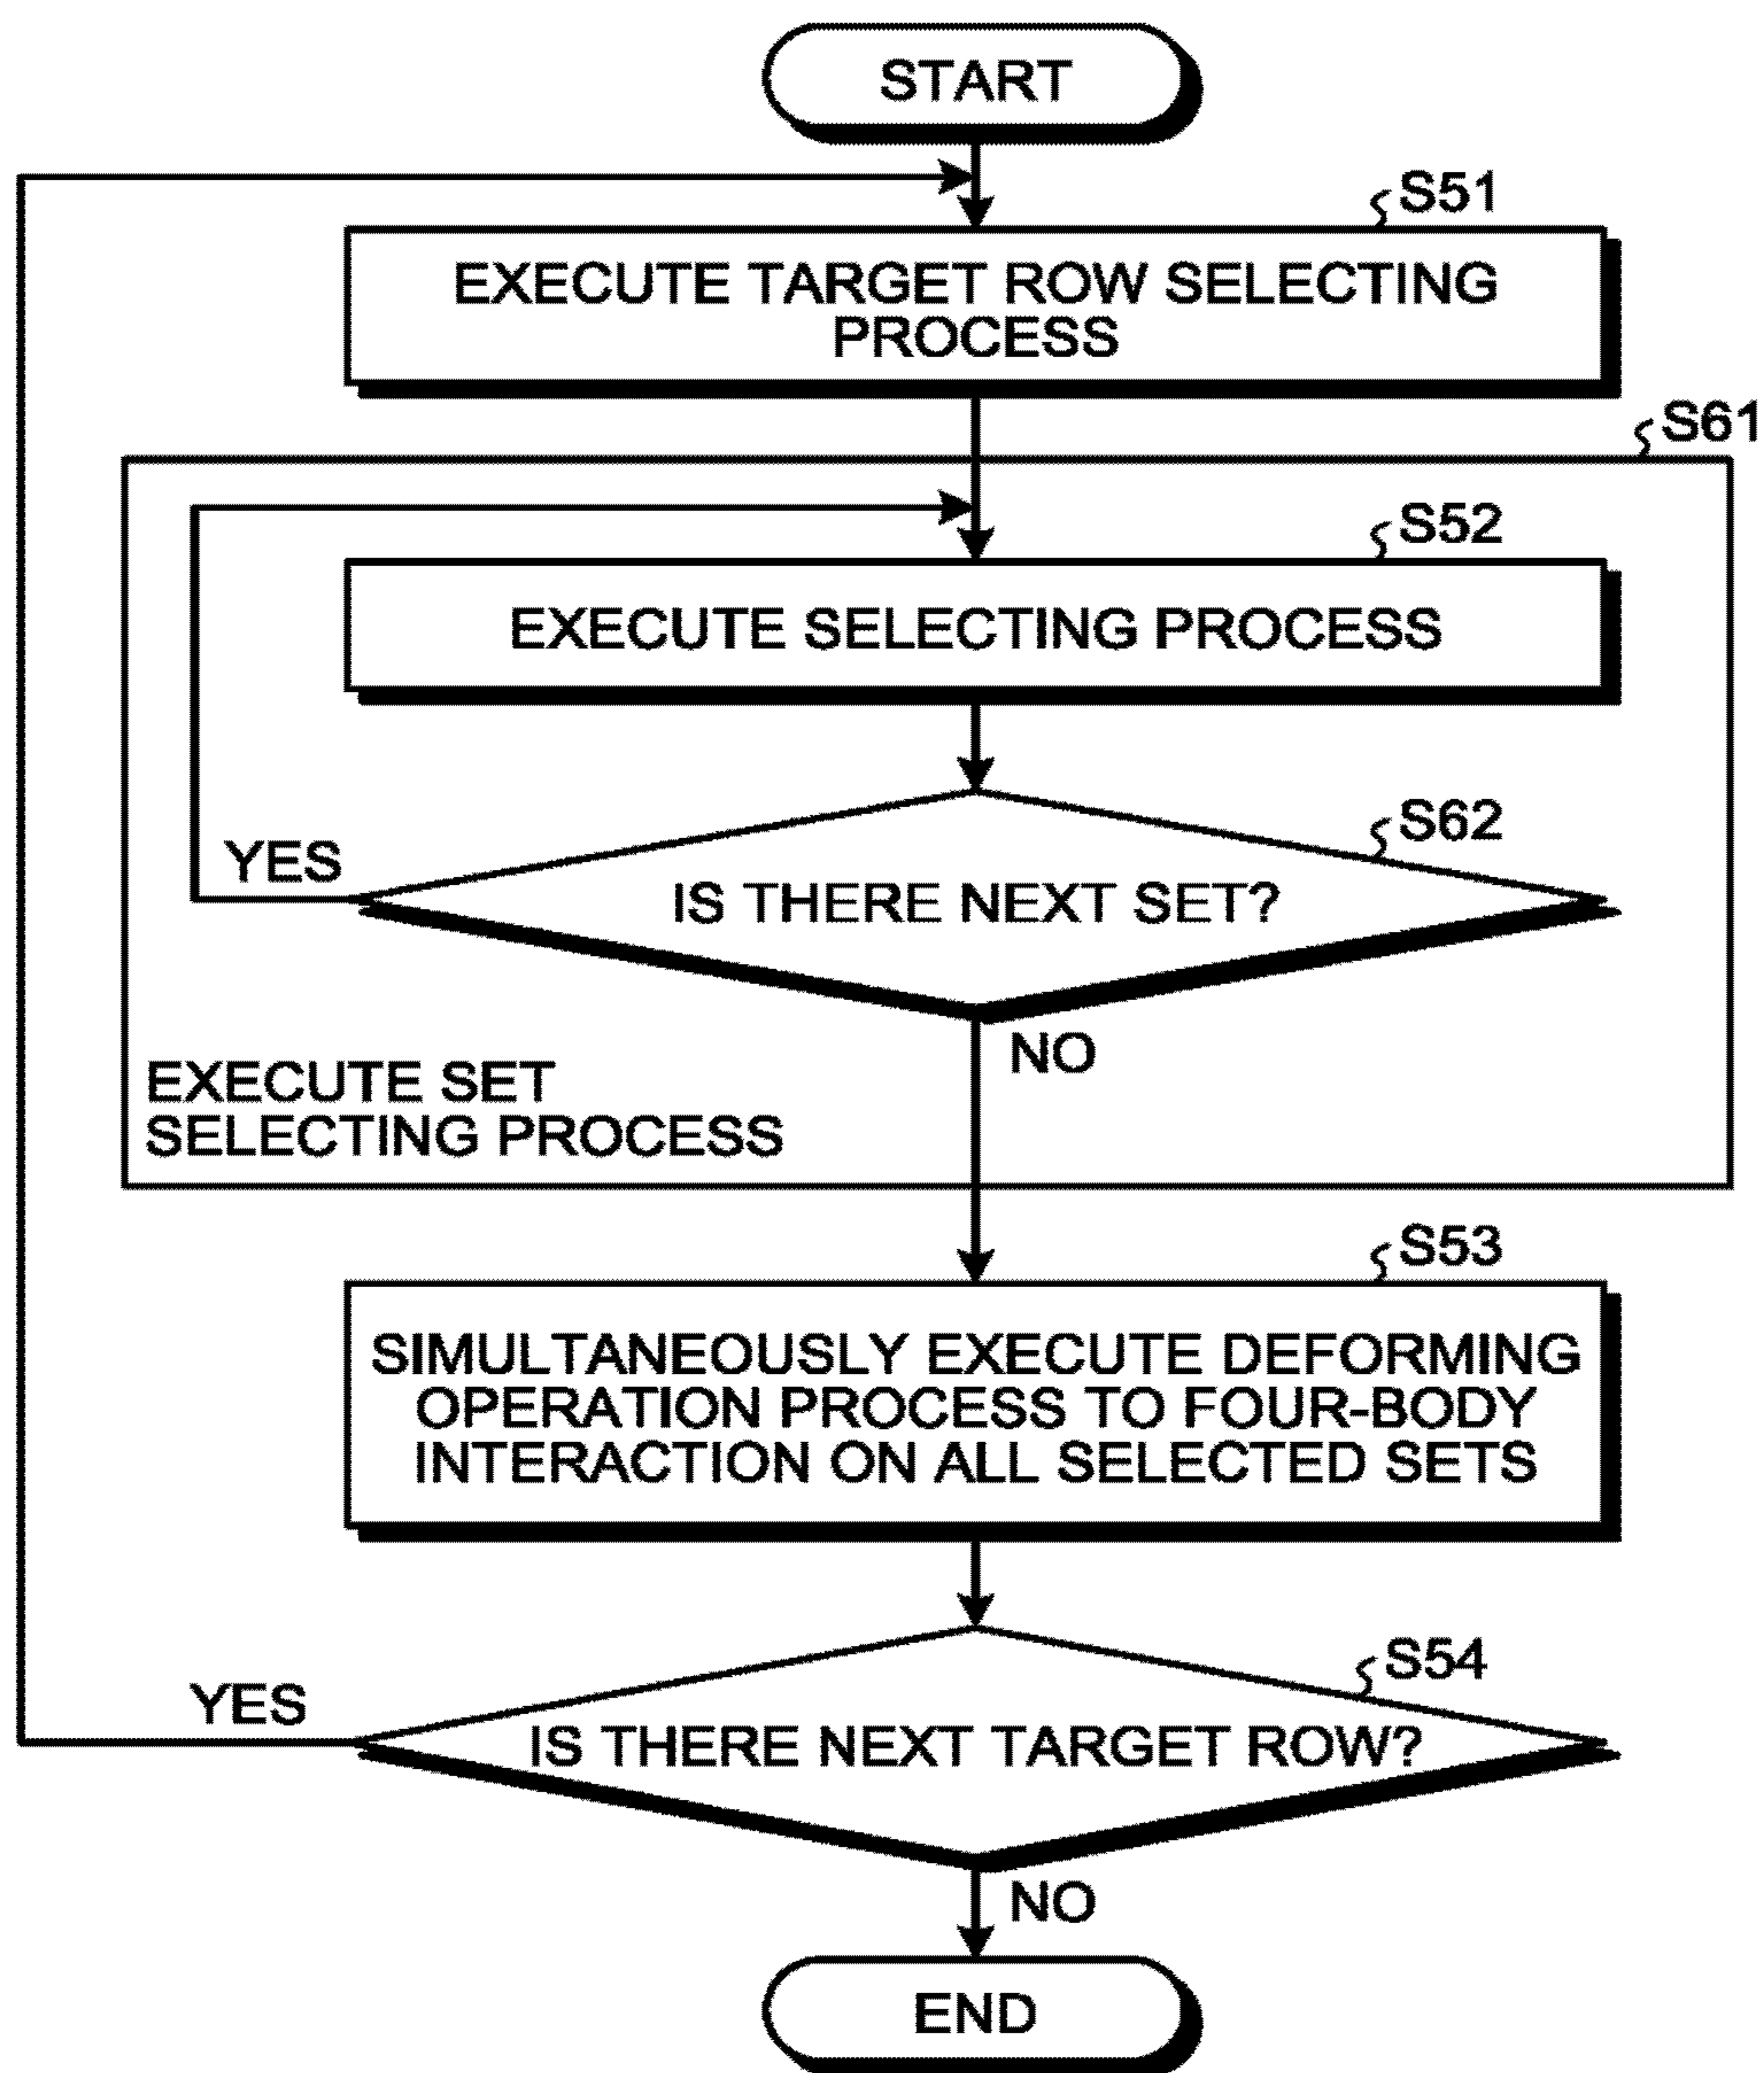 START
S51
EXECUTE TARGET ROW SELECTING
PROCESS
S61
S52
EXECUTE SELECTING PROCESS
S62
YES
IS THERE NEXT SET?
NO
EXECUTE SET
SELECTING PROCESS
S53
SIMULTANEOUSLY EXECUTE DEFORMING
OPERATION PROCESS TO FOUR-BODY
INTERACTION ON ALL SELECTED SETS
S54
YES
IS THERE NEXT TARGET ROW?
NO
END